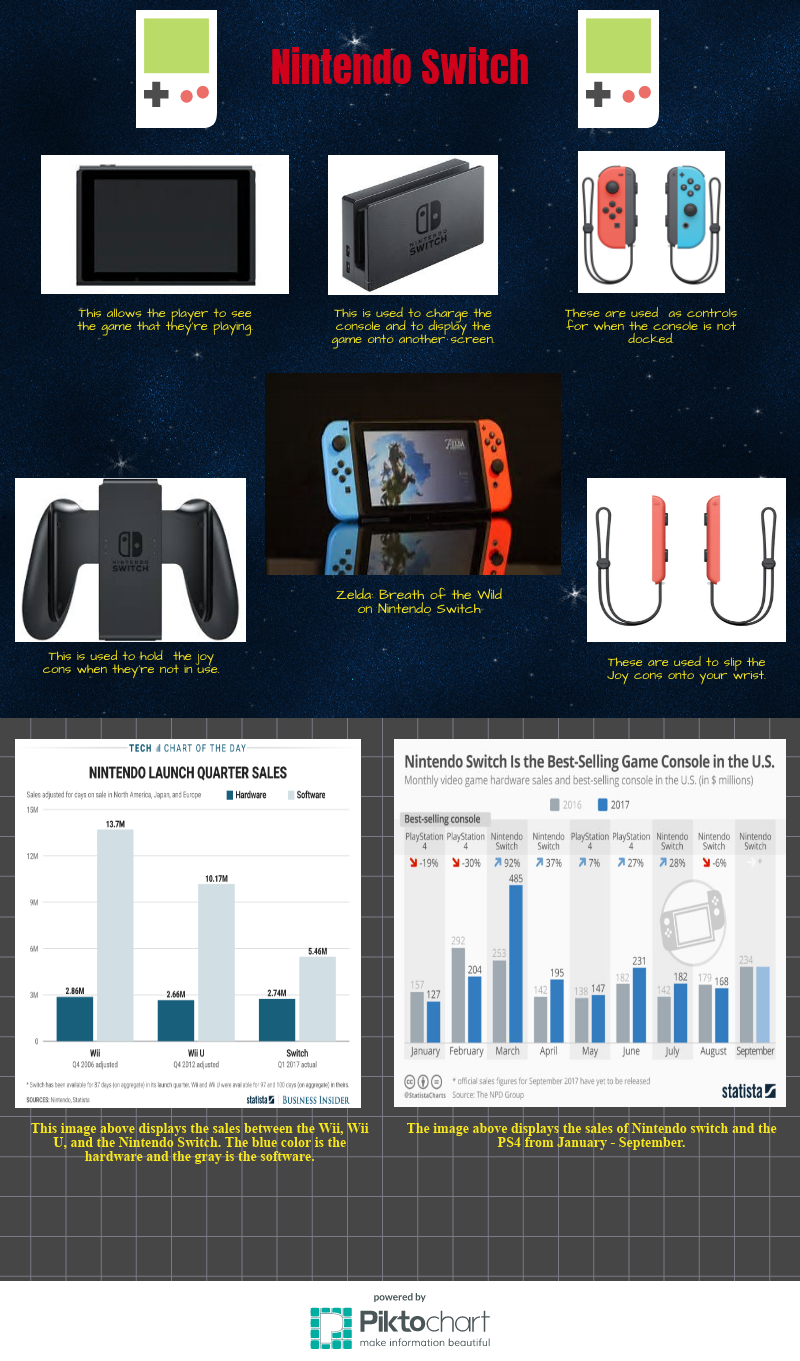 Nintendo Switch
NINTENDO
SWITCH
This allows the player to see
the game that they're playing.
This is used to charge the
console and to display the
game onto another screen.
These are used as controls
for when the console is not
docked.
ZELDA
NINTENDO
SWITCH
Zelda: Breath of the Wild
on Nintendo Switch
This is used to hold the joy
cons when they're not in use.
These are used to slip the
Joy cons onto your wrist.
TECH CHART OF THE DAY
NINTENDO LAUNCH QUARTER SALES
Sales adjusted for days on sale in North America, Japan, and Europe
Hardware Software
15M
13.7M
12M
10.17M
9M
6M
5.46M
3M
2.86M
2.66M
2.74M
0
Wii Wii U Switch
Q4 2006 adjusted Q4 2012 adjusted Q1 2017 actual
* Switch has been available for 87 days (on aggregate) in its launch quarter. Wii and Wii U were available for 97 and 100 days (on aggregate) in theirs.
SOURCES: Nintendo, Statista
statista BUSINESS INSIDER
Nintendo Switch Is the Best-Selling Game Console in the U.S.
Monthly video game hardware sales and best-selling console in the U.S. (in $ millions)
2016 2017
Best-selling console
PlayStation PlayStation Nintendo Nintendo PlayStation PlayStation Nintendo Nintendo Nintendo
4 4 Switch Switch 4 4 Switch Switch Switch
-19% -30% 92% 37% 7% 27% 28% -6% *
485
292
253
204
157
127
142
195
138
147
182
231
142
182
179
168
234
January February March April May June July August September
* official sales figures for September 2017 have yet to be released
@StatistaCharts Source: The NPD Group
statista
This image above displays the sales between the Wii, Wii
U, and the Nintendo Switch. The blue color is the
hardware and the gray is the software.
The image above displays the sales of Nintendo switch and the
PS4 from January - September.
powered by
Piktochart
make information beautiful